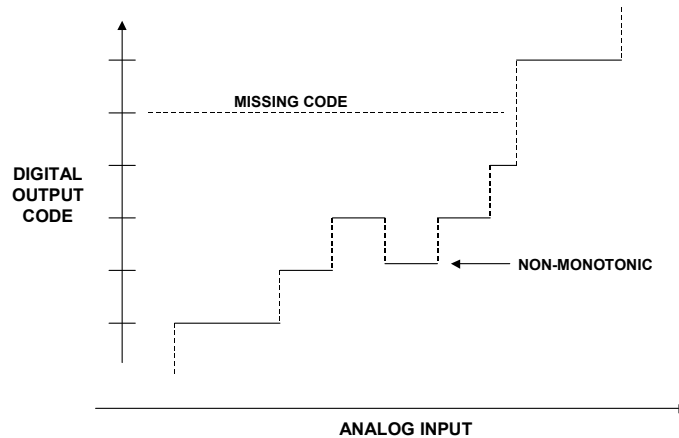 MISSING CODE
DIGITAL
OUTPUT
CODE
NON-MONOTONIC
ANALOG INPUT